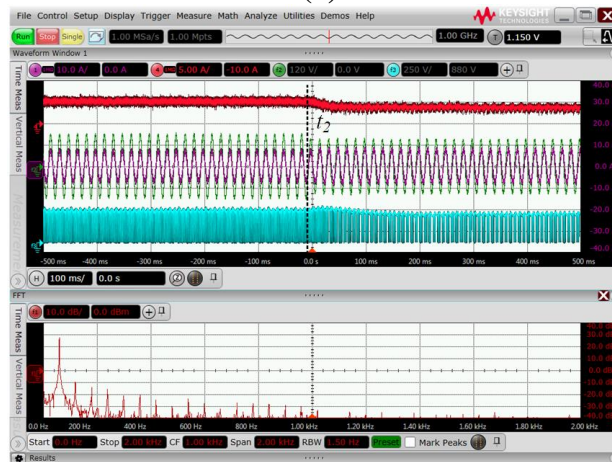 File Control Setup Display Trigger Measure Math Analyze Utilities Demos Help KEYSIGHT TECHNOLOGIES
Run Stop Single 1.00 MSa/s 1.00 Mpts 1.00 GHz T 1.150 V
Waveform Window 1
3 10.0 A/ 0.0 A 4 5.00 A/ -10.0 A f2 120 V/ 0.0 V f3 250 V/ 880 V
Time Meas
Vertical Meas
Measurements
t2
40.0
30.0
20.0
10.0
0.0
-10.0
-20.0
-30.0
-40.0
-500 ms -400 ms -300 ms -200 ms -100 ms 0.0 s 100 ms 200 ms 300 ms 400 ms 500 ms
H 100 ms/ 0.0 s
FFT
10.0 dB/ 0.0 dBm
Time Meas
Vertical Meas
0.0 Hz 200 Hz 400 Hz 600 Hz 800 Hz 1.00 kHz 1.20 kHz 1.40 kHz 1.60 kHz 1.80 kHz 2.00 kHz
Start 0.0 Hz Stop 2.00 kHz CF 1.00 kHz Span 2.00 kHz RBW 1.50 Hz Preset Mark Peaks
Results